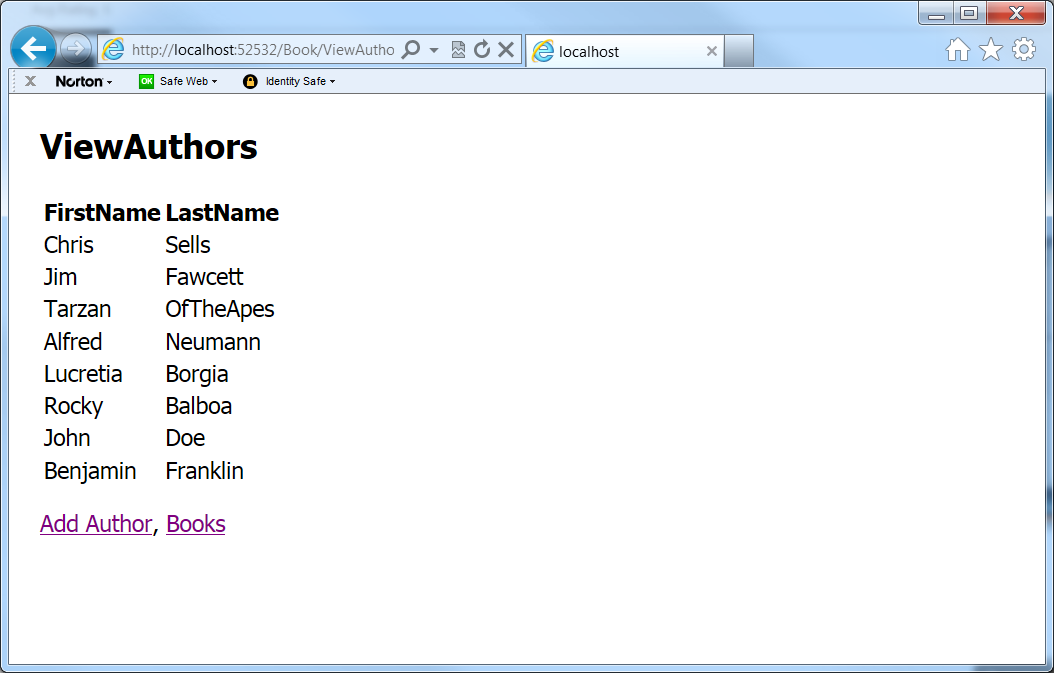 http://localhost:52532/Book/ViewAutho
localhost
Norton
OK Safe Web
Identity Safe
ViewAuthors
FirstName LastName
Chris Sells
Jim Fawcett
Tarzan OfTheApes
Alfred Neumann
Lucretia Borgia
Rocky Balboa
John Doe
Benjamin Franklin
Add Author, Books